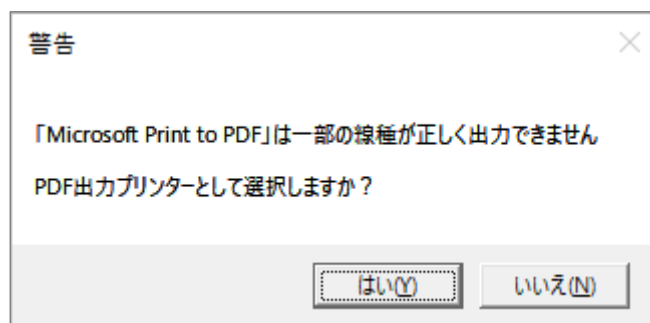 警告
「Microsoft Print to PDF」は一部の線種が正しく出力できません
PDF出力プリンターとして選択しますか？
はい(Y)
いいえ(N)